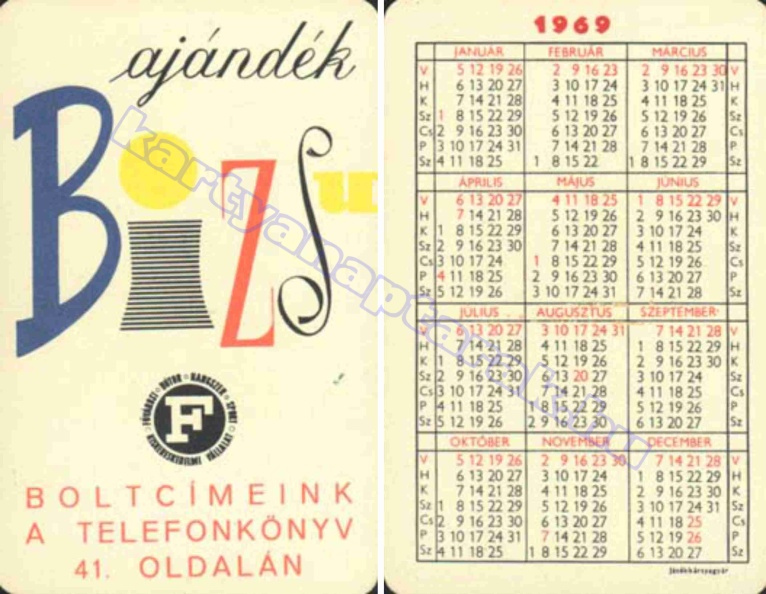 ajándék
BiZSu
FŐVÁROSI BÚTOR · HANGSZER · SPORT
KISKERESKEDELMI VÁLLALAT
F
BOLTCÍMEINK
A TELEFONKÖNYV
41. OLDALÁN
1969
JANUÁR FEBRUÁR MÁRCIUS
V 5 12 19 26 2 9 16 23 2 9 16 23 30 V
H 6 13 20 27 3 10 17 24 3 10 17 24 31 H
K 7 14 21 28 4 11 18 25 4 11 18 25 K
Sz 1 8 15 22 29 5 12 19 26 5 12 19 26 Sz
Cs 2 9 16 23 30 6 13 20 27 6 13 20 27 Cs
P 3 10 17 24 31 7 14 21 28 7 14 21 28 P
Sz 4 11 18 25 1 8 15 22 1 8 15 22 29 Sz
ÁPRILIS MÁJUS JÚNIUS
V 6 13 20 27 4 11 18 25 1 8 15 22 29 V
H 7 14 21 28 5 12 19 26 2 9 16 23 30 H
K 1 8 15 22 29 6 13 20 27 3 10 17 24 K
Sz 2 9 16 23 30 7 14 21 28 4 11 18 25 Sz
Cs 3 10 17 24 1 8 15 22 29 5 12 19 26 Cs
P 4 11 18 25 2 9 16 23 30 6 13 20 27 P
Sz 5 12 19 26 3 10 17 24 31 7 14 21 28 Sz
JÚLIUS AUGUSZTUS SZEPTEMBER
V 6 13 20 27 3 10 17 24 31 7 14 21 28 V
H 7 14 21 28 4 11 18 25 1 8 15 22 29 H
K 1 8 15 22 29 5 12 19 26 2 9 16 23 30 K
Sz 2 9 16 23 30 6 13 20 27 3 10 17 24 Sz
Cs 3 10 17 24 31 7 14 21 28 4 11 18 25 Cs
P 4 11 18 25 1 8 15 22 29 5 12 19 26 P
Sz 5 12 19 26 2 9 16 23 30 6 13 20 27 Sz
OKTÓBER NOVEMBER DECEMBER
V 5 12 19 26 2 9 16 23 30 7 14 21 28 V
H 6 13 20 27 3 10 17 24 1 8 15 22 29 H
K 7 14 21 28 4 11 18 25 2 9 16 23 30 K
Sz 1 8 15 22 29 5 12 19 26 3 10 17 24 31 Sz
Cs 2 9 16 23 30 6 13 20 27 4 11 18 25 Cs
P 3 10 17 24 31 7 14 21 28 5 12 19 26 P
Sz 4 11 18 25 1 8 15 22 29 6 13 20 27 Sz
Játékkártyagyár
kartyanaptarak.hu